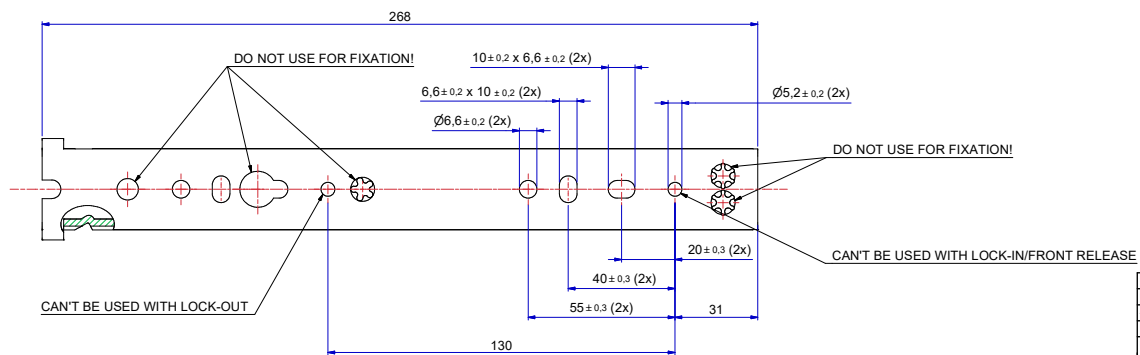 268
DO NOT USE FOR FIXATION!
10±0,2 x 6,6 ±0,2 (2x)
6,6±0,2 x 10 ±0,2 (2x)
Ø5,2±0,2 (2x)
Ø6,6±0,2 (2x)
DO NOT USE FOR FIXATION!
20±0,3 (2x)
CAN'T BE USED WITH LOCK-IN/FRONT RELEASE
40±0,3 (2x)
CAN'T BE USED WITH LOCK-OUT
55±0,3 (2x)
31
130